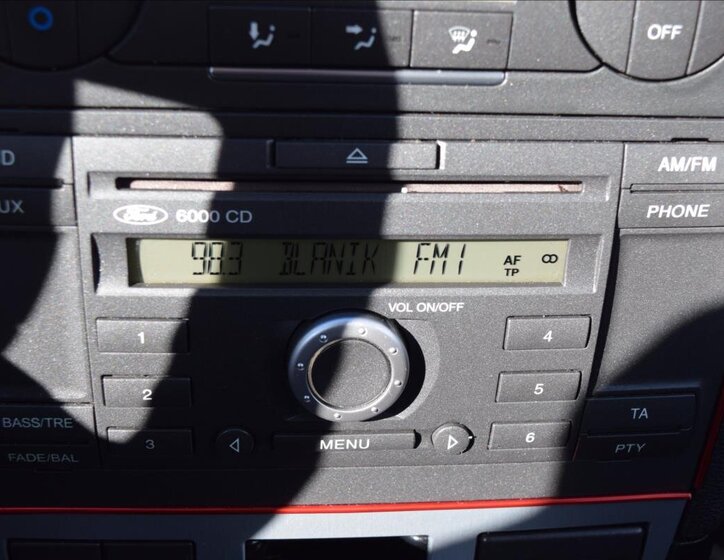 OFF
D
AM/FM
UX
PHONE
Ford 6000 CD
98.3 BLANIK FM1 AF TP
VOL ON/OFF
1
4
2
5
BASS/TRE
TA
3
MENU
6
FADE/BAL
PTY